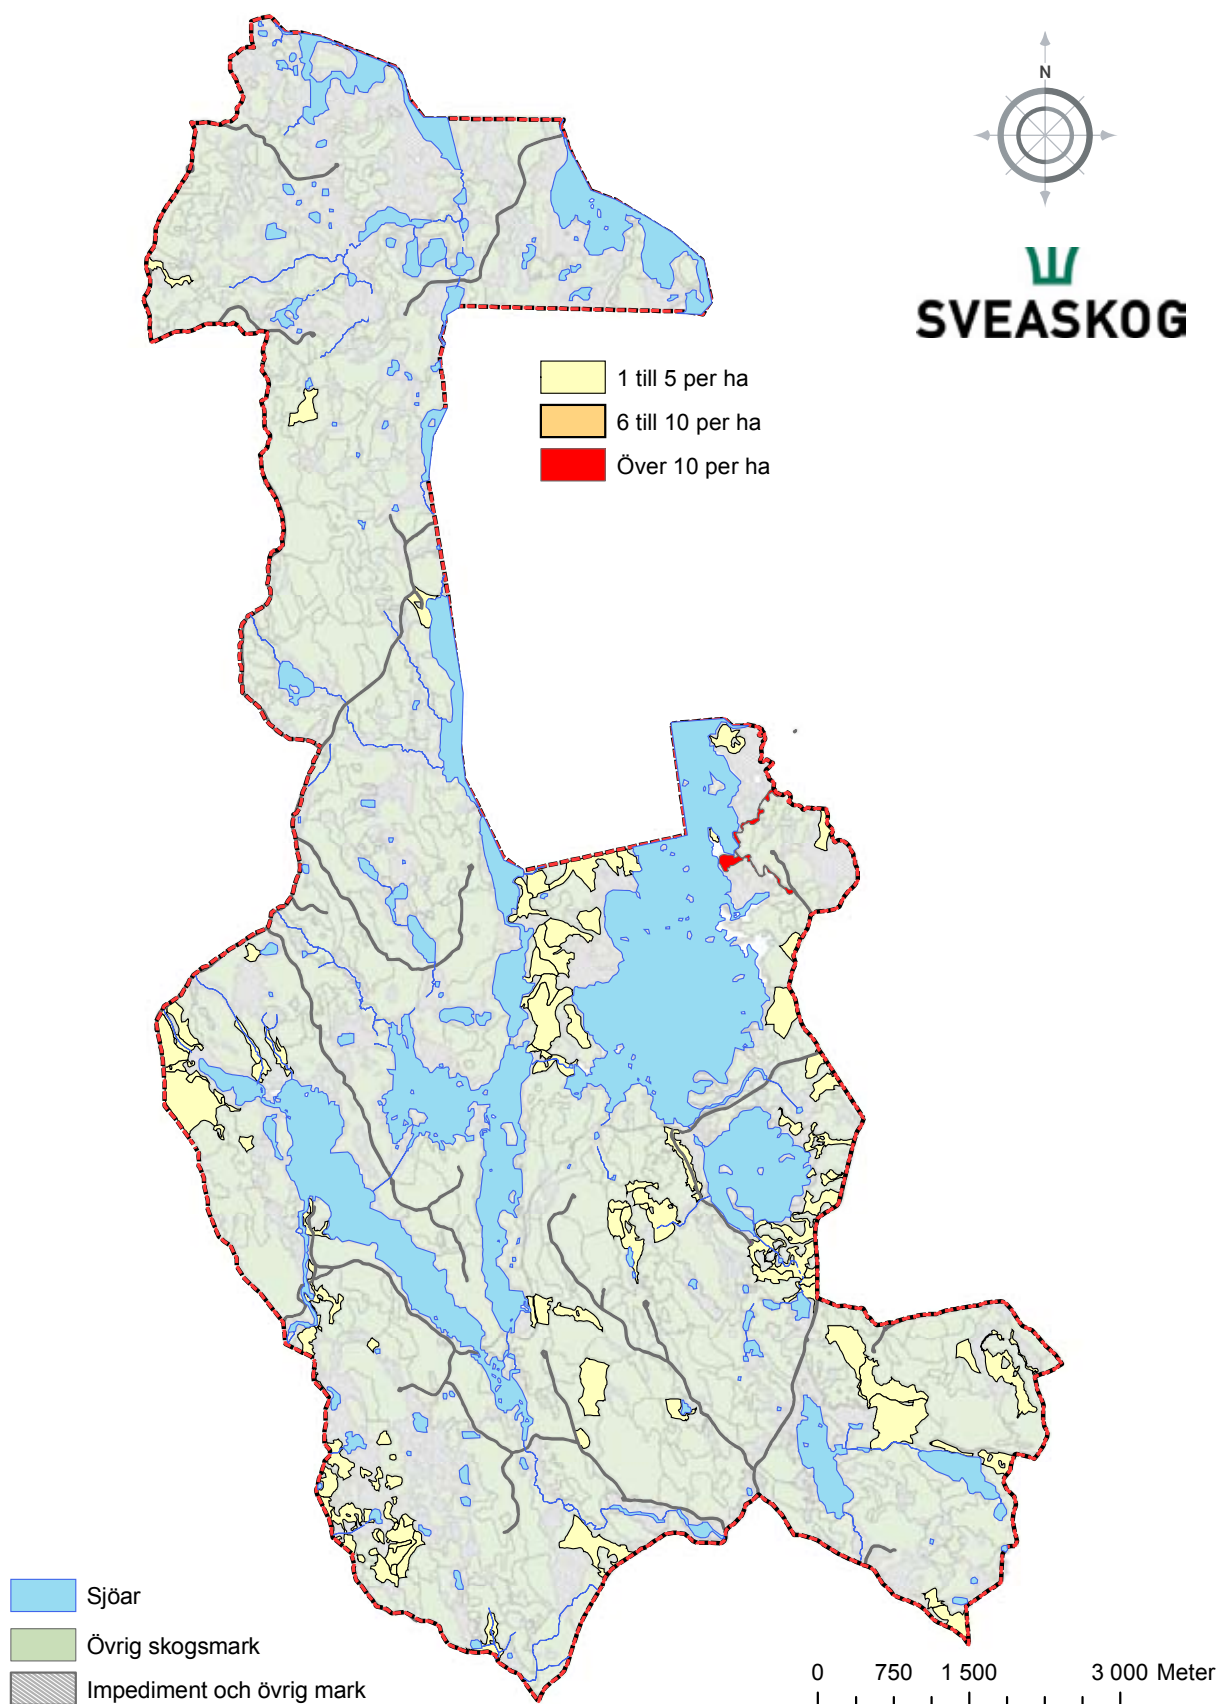 N
SVEASKOG
1 till 5 per ha
6 till 10 per ha
Över 10 per ha
Sjöar
Övrig skogsmark
Impediment och övrig mark
0 750 1 500 3 000 Meter